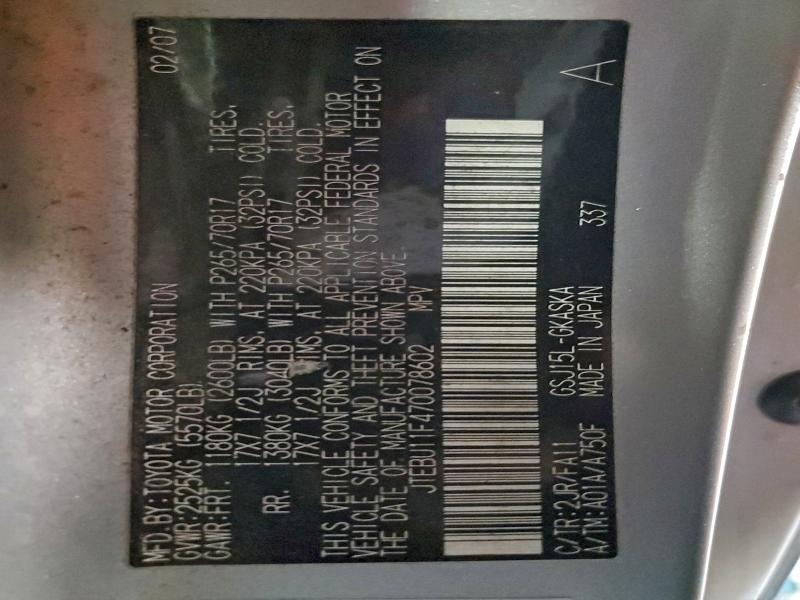 MFD.BY:TOYOTA MOTOR CORPORATION 02/07
GVWR:2525KG (5570LB)
GAWR:FRT. 1180KG (2600LB) WITH P265/70R17 TIRES.
17X7 1/2J RIMS. AT 220KPA (32PSI) COLD.
RR. 1380KG (3040LB) WITH P265/70R17 TIRES.
17X7 1/2J RIMS. AT 220KPA (32PSI) COLD.
THIS VEHICLE CONFORMS TO ALL APPLICABLE FEDERAL MOTOR
VEHICLE SAFETY AND THEFT PREVENTION STANDARDS IN EFFECT ON
THE DATE OF MANUFACTURE SHOWN ABOVE.
JTEBU11F470078602 MPV
C/TR:2JR/FA11 GSJ15L-GKASKA
A/TM:A01A/A750F MADE IN JAPAN 337 A